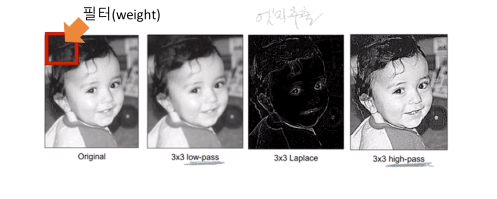 필터(weight)
엣지추출
Original
3x3 low-pass
3x3 Laplace
3x3 high-pass